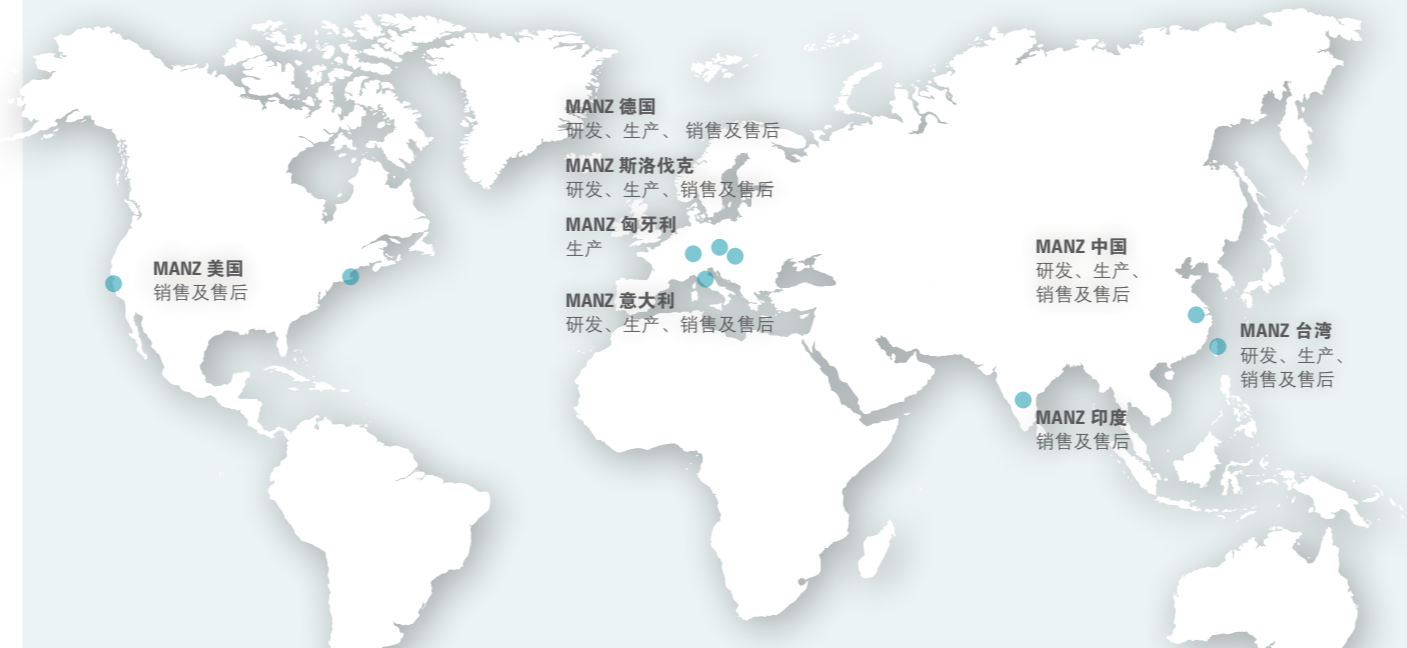 MANZ 德国
研发、生产、 销售及售后
MANZ 斯洛伐克
研发、生产、销售及售后
MANZ 匈牙利
生产
MANZ 意大利
研发、生产、销售及售后
MANZ 美国
销售及售后
MANZ 中国
研发、生产、
销售及售后
MANZ 台湾
研发、生产、
销售及售后
MANZ 印度
销售及售后